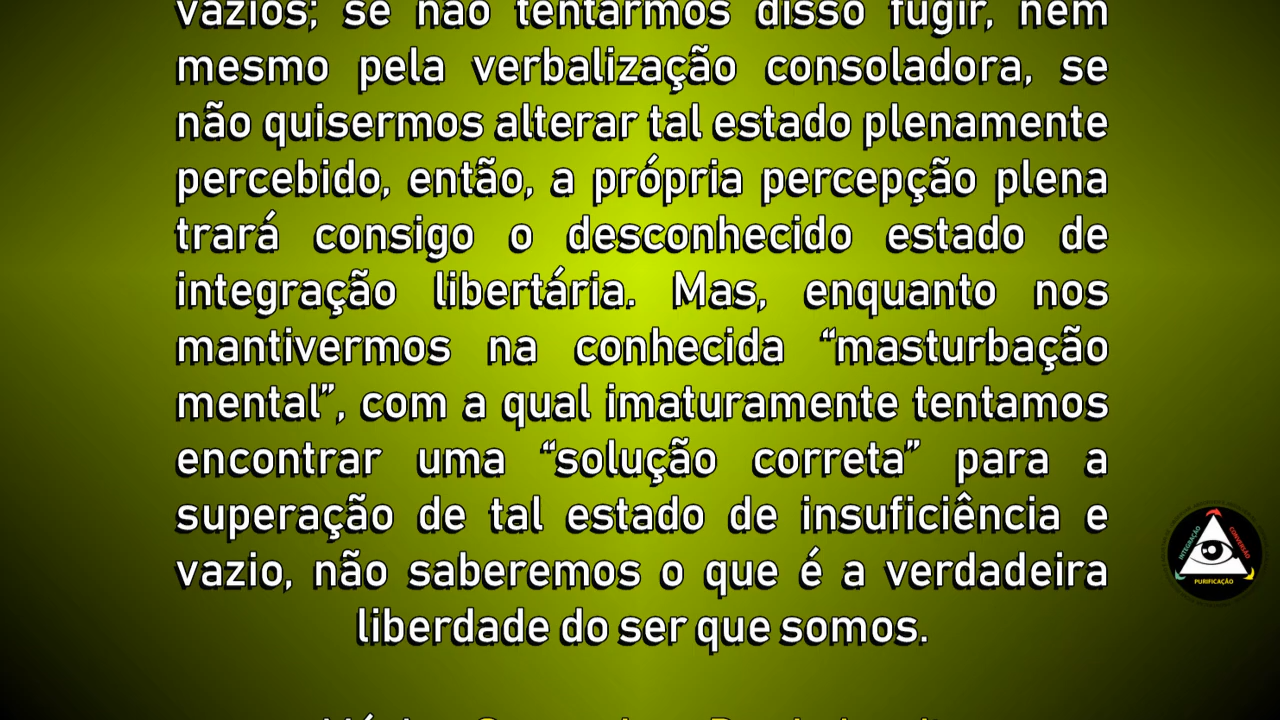 vazios; se não tentarmos disso fugir, nem
mesmo pela verbalização consoladora, se
não quisermos alterar tal estado plenamente
percebido, então, a própria percepção plena
trará consigo o desconhecido estado de
integração libertária. Mas, enquanto nos
mantivermos na conhecida “masturbação
mental”, com a qual imaturamente tentamos
encontrar uma “solução correta” para a
superação de tal estado de insuficiência e
vazio, não saberemos o que é a verdadeira
liberdade do ser que somos.
INTEGRAÇÃO
CONVERSÃO
PURIFICAÇÃO